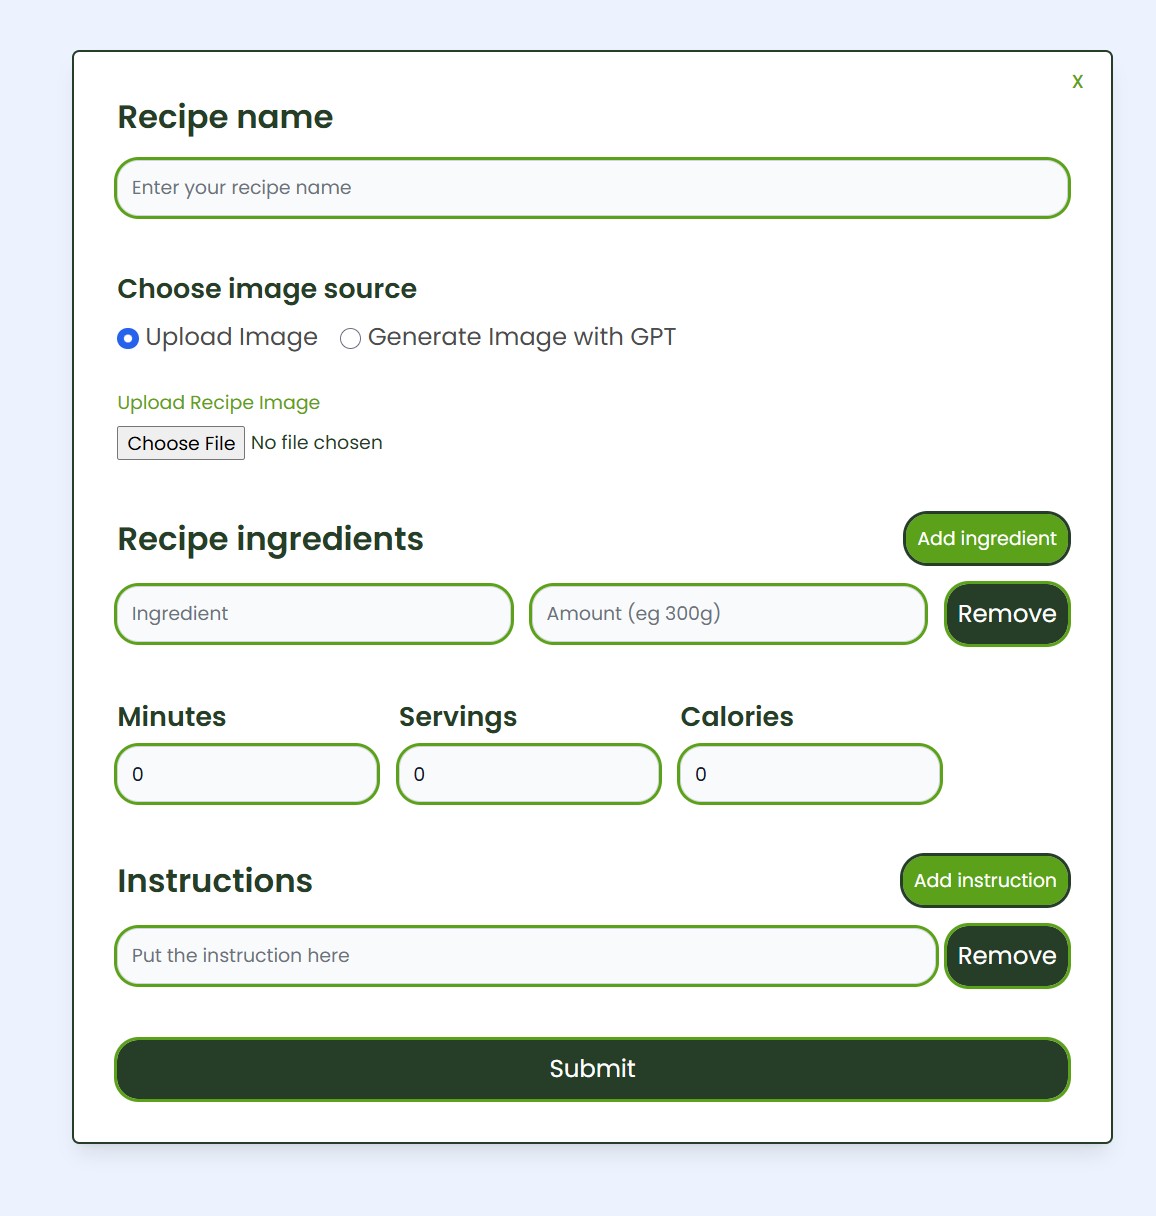 X
Recipe name
Enter your recipe name
Choose image source
Upload Image Generate Image with GPT
Upload Recipe Image
Choose File No file chosen
Recipe ingredients Add ingredient
Ingredient Amount (eg 300g) Remove
Minutes Servings Calories
0 0 0
Instructions Add instruction
Put the instruction here Remove
Submit